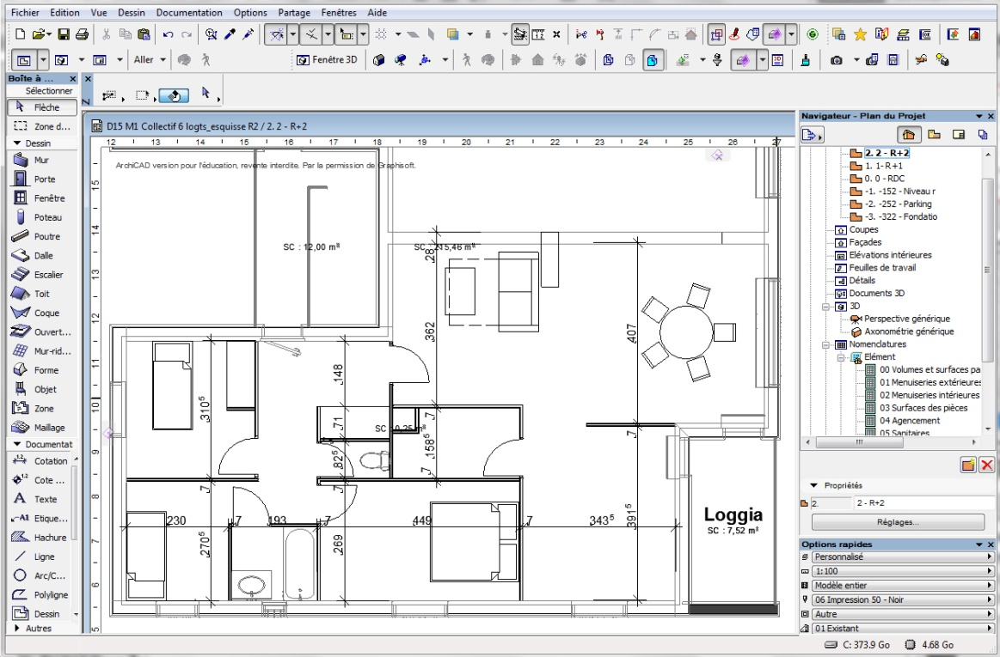 Fichier Edition Vue Dessin Documentation Options Partage Fenêtres Aide
Aller
Fenêtre 3D
Boîte à ...
Sélectionner
Flèche
Zone d...
Dessin
Mur
Porte
Fenêtre
Poteau
Poutre
Dalle
Escalier
Toit
Coque
Ouvert...
Mur-rid...
Forme
Objet
Zone
Maillage
Documentat
Cotation
Cote ...
Texte
Etique...
Hachure
Ligne
Arc/C...
Polyligne
Dessin
Autres
D15 M1 Collectif 6 logts_esquisse R2 / 2. 2 - R+2
12 13 14 15 16 17 18 19 20 21 22 23 24 25 26 27
15
14
13
12
11
10
9
8
7
6
5
ArchiCAD version pour l'éducation, revente interdite. Par la permission de Graphisoft.
SC : 12,00 m²
SC : 215,46 m²
28
362
407
148
310⁵
71
SC : 0,25 m²
7
7
82⁵
158⁵
7
7
7
230
7
193
449
7
343⁵
391⁵
270⁵
269
Loggia
SC : 7,52 m²
Navigateur - Plan du Projet
2. 2 - R+2
1. 1- R+1
0. 0 - RDC
-1. -152 - Niveau r
-2. -252 - Parking
-3. -322 - Fondatio
Coupes
Façades
Elévations intérieures
Feuilles de travail
Détails
Documents 3D
3D
Perspective générique
Axonométrie générique
Nomenclatures
Elément
00 Volumes et surfaces pa
01 Menuiseries extérieures
02 Menuiseries intérieures
03 Surfaces des pièces
04 Agencement
05 Sanitaires
Propriétés
2. 2 - R+2
Réglages...
Options rapides
Personnalisé
1:100
Modèle entier
06 Impression 50 - Noir
Autre
01 Existant
C: 373.9 Go 4.68 Go